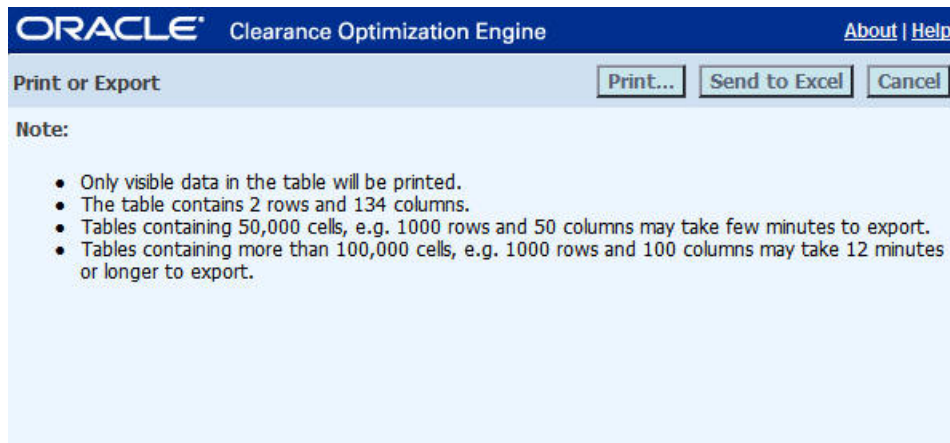 ORACLE® Clearance Optimization Engine About | Help
Print or Export Print... Send to Excel Cancel
Note:
• Only visible data in the table will be printed.
• The table contains 2 rows and 134 columns.
• Tables containing 50,000 cells, e.g. 1000 rows and 50 columns may take few minutes to export.
• Tables containing more than 100,000 cells, e.g. 1000 rows and 100 columns may take 12 minutes
or longer to export.